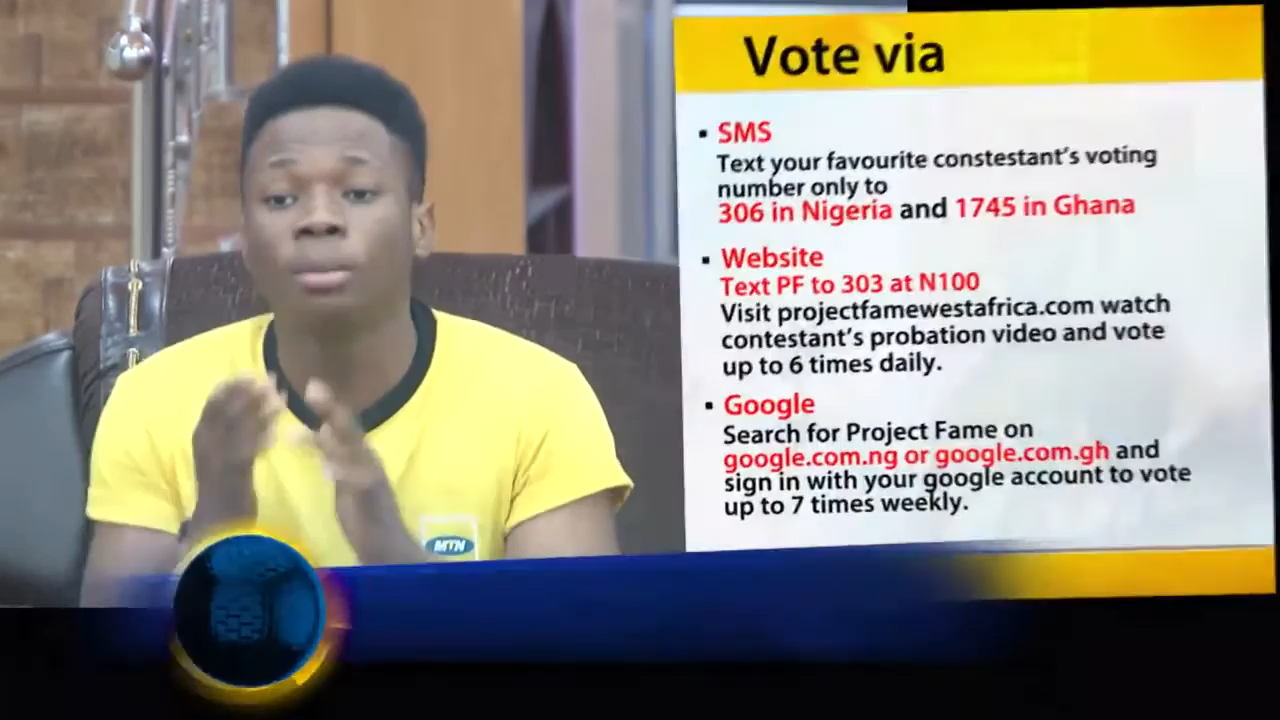 Vote via
▪ SMS
Text your favourite constestant's voting
number only to
306 in Nigeria and 1745 in Ghana
▪ Website
Text PF to 303 at N100
Visit projectfamewestafrica.com watch
contestant's probation video and vote
up to 6 times daily.
▪ Google
Search for Project Fame on
google.com.ng or google.com.gh and
sign in with your google account to vote
up to 7 times weekly.
MTN